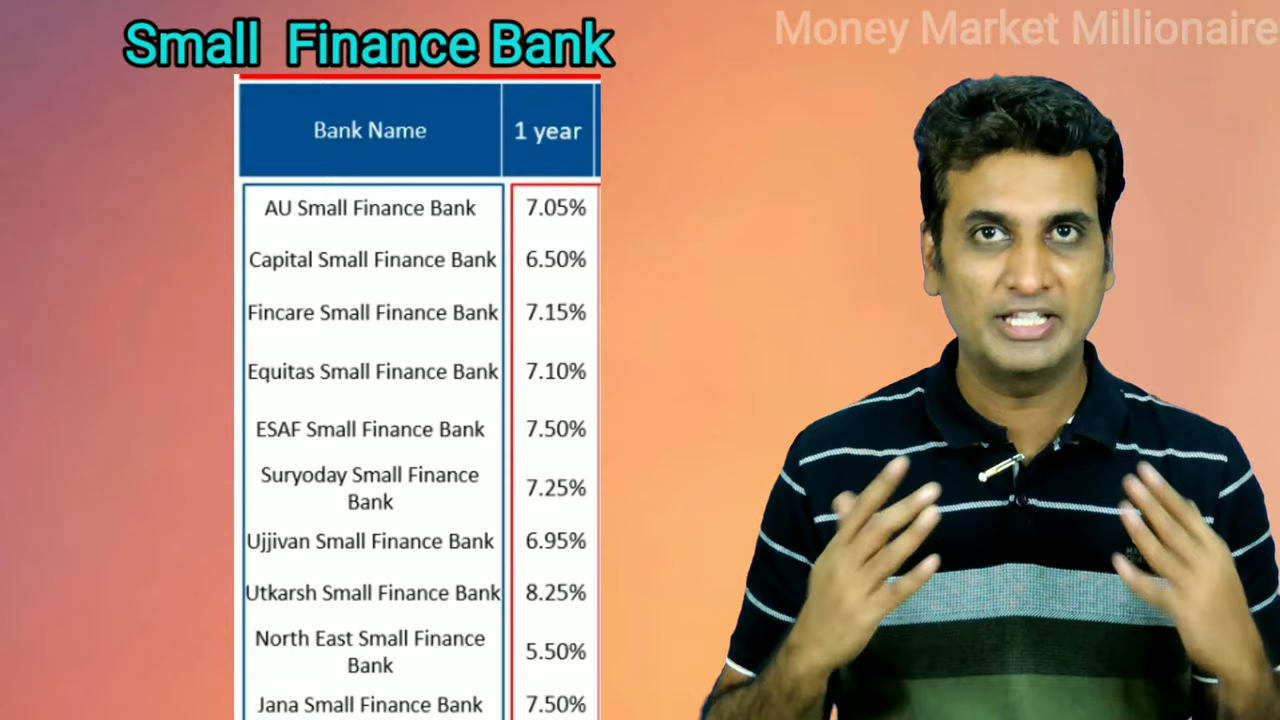 Small Finance Bank
Money Market Millionaire
Bank Name 1 year
AU Small Finance Bank 7.05%
Capital Small Finance Bank 6.50%
Fincare Small Finance Bank 7.15%
Equitas Small Finance Bank 7.10%
ESAF Small Finance Bank 7.50%
Suryoday Small Finance
Bank 7.25%
Ujjivan Small Finance Bank 6.95%
Utkarsh Small Finance Bank 8.25%
North East Small Finance
Bank 5.50%
Jana Small Finance Bank 7.50%